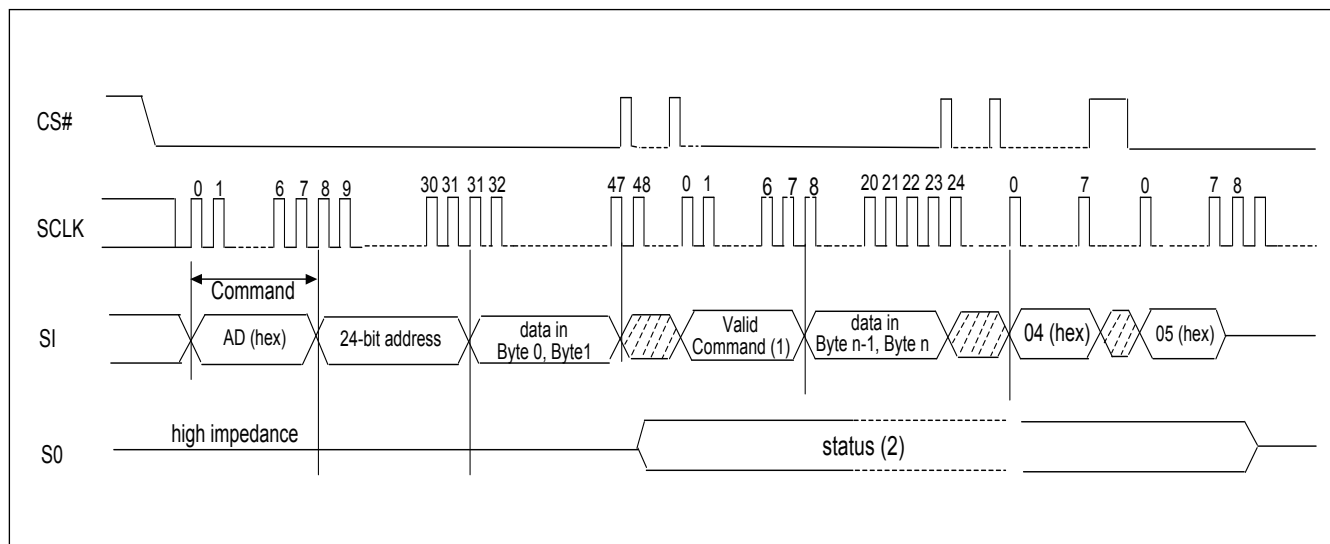 CS#
0 1 6 7 8 9 30 31 31 32 47 48 0 1 6 7 8 20 21 22 23 24 0 7 0 7 8
SCLK
Command
SI
AD (hex)
24-bit address
data in
Byte 0, Byte1
Valid
Command (1)
data in
Byte n-1, Byte n
04 (hex)
05 (hex)
high impedance
S0
status (2)